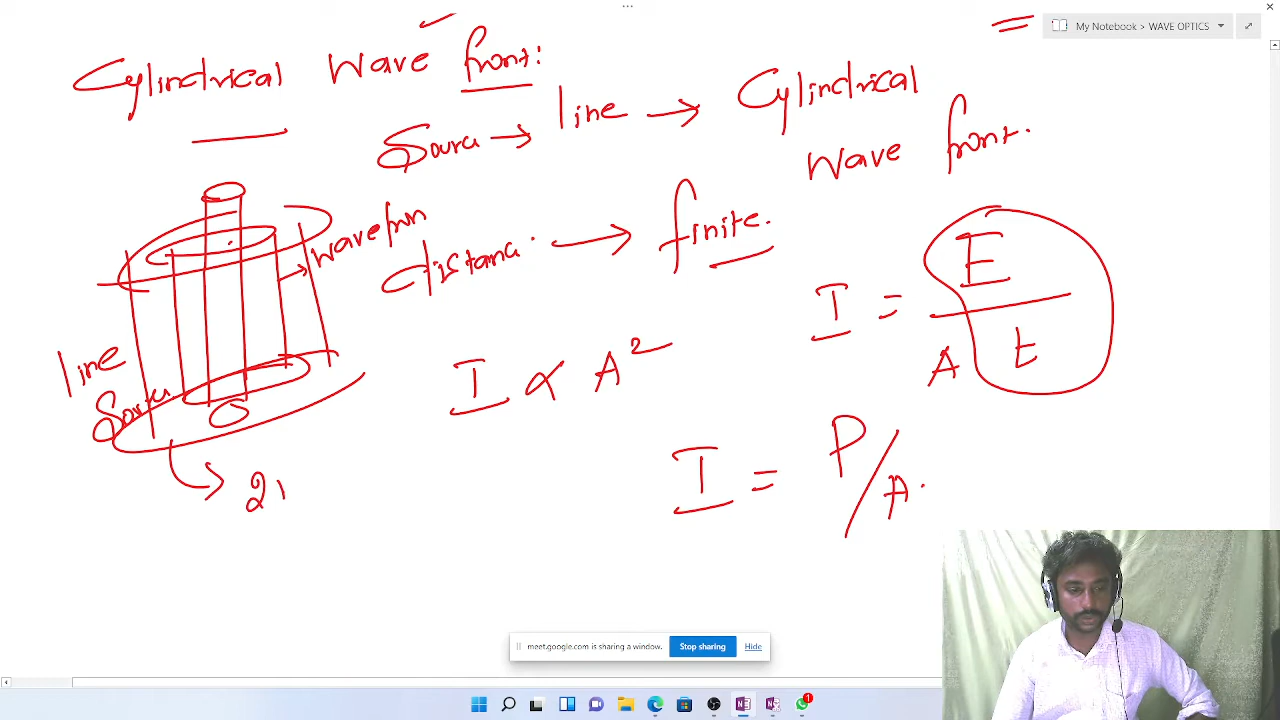 My Notebook > WAVE OPTICS
Cylindrical Wave front:
Source → line → Cylindrical
Wave front.
wavefron
distance → finite.
I = E
A t
line
Source
I ∝ A²
I = P/A.
meet.google.com is sharing a window. Stop sharing Hide
1